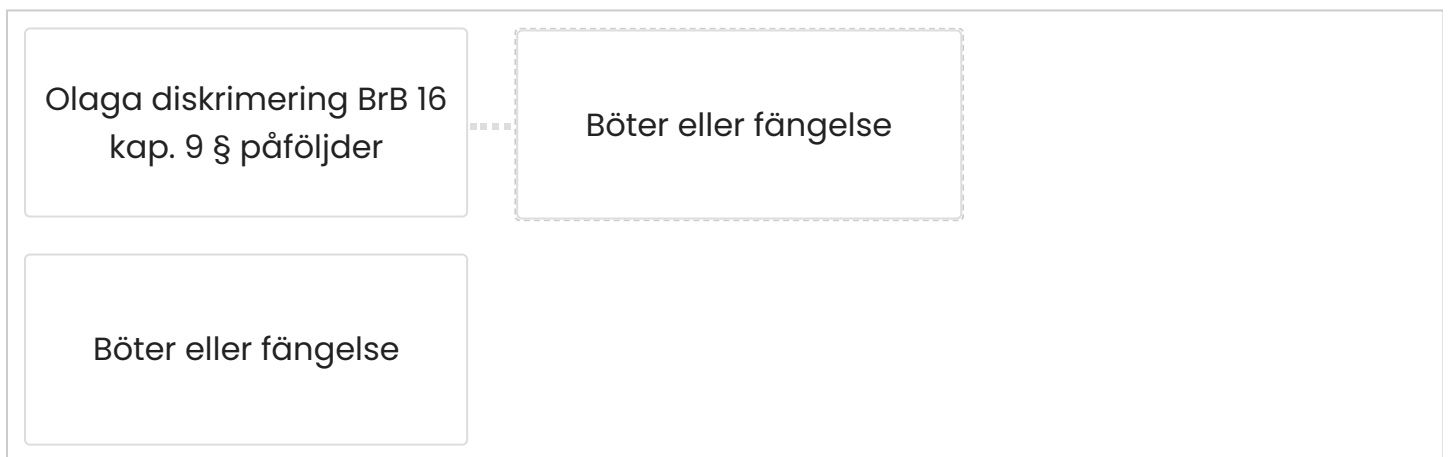 Olaga diskrimering BrB 16
kap. 9 § påföljder
Böter eller fängelse
Böter eller fängelse